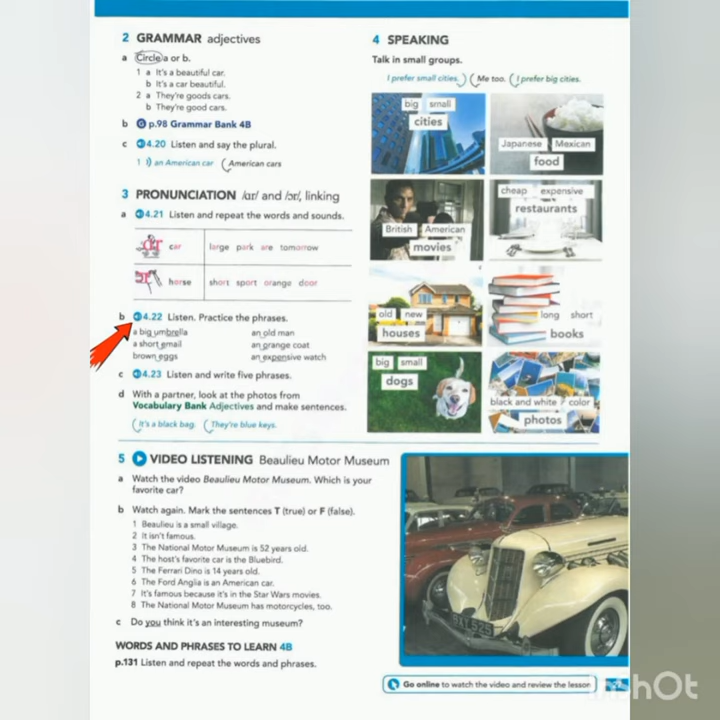 2 GRAMMAR adjectives
a Circle a or b.
1 a It's a beautiful car.
b It's a car beautiful.
2 a They're goods cars.
b They're good cars.
b G p.98 Grammar Bank 4B
c 4.20 Listen and say the plural.
1 an American car American cars
3 PRONUNCIATION /ɑr/ and /ɔr/, linking
a 4.21 Listen and repeat the words and sounds.
car large park are tomorrow
horse short sport orange door
b 4.22 Listen. Practice the phrases.
a big umbrella an old man
a short email an orange coat
brown eggs an expensive watch
c 4.23 Listen and write five phrases.
d With a partner, look at the photos from
Vocabulary Bank Adjectives and make sentences.
It's a black bag. They're blue keys.
4 SPEAKING
Talk in small groups.
I prefer small cities. Me too. I prefer big cities.
big small
cities
Japanese Mexican
food
British American
movies
cheap expensive
restaurants
old new
houses
long short
books
big small
dogs
black and white color
photos
5 VIDEO LISTENING Beaulieu Motor Museum
a Watch the video Beaulieu Motor Museum. Which is your
favorite car?
b Watch again. Mark the sentences T (true) or F (false).
1 Beaulieu is a small village.
2 It isn't famous.
3 The National Motor Museum is 52 years old.
4 The host's favorite car is the Bluebird.
5 The Ferrari Dino is 14 years old.
6 The Ford Anglia is an American car.
7 It's famous because it's in the Star Wars movies.
8 The National Motor Museum has motorcycles, too.
c Do you think it's an interesting museum?
WORDS AND PHRASES TO LEARN 4B
p.131 Listen and repeat the words and phrases.
Go online to watch the video and review the lesson